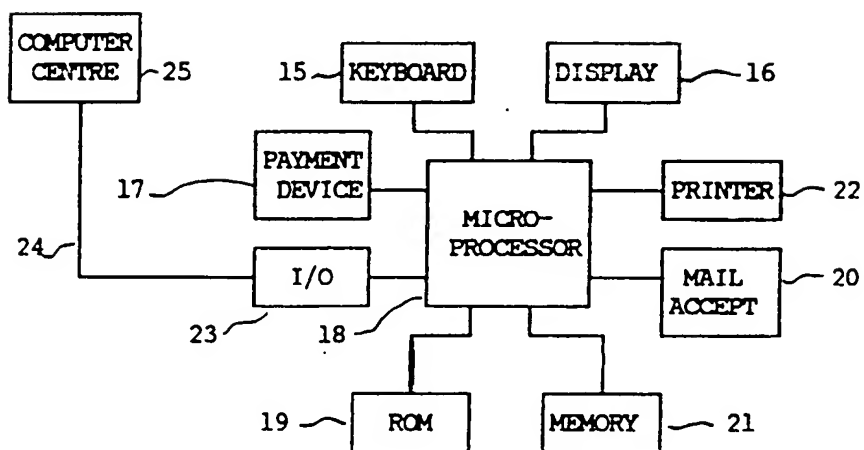 COMPUTER
CENTRE
25
15
KEYBOARD
DISPLAY
16
PAYMENT
DEVICE
17
MICRO-
PROCESSOR
PRINTER
22
24
I/O
MAIL
ACCEPT
20
23
18
19
ROM
MEMORY
21